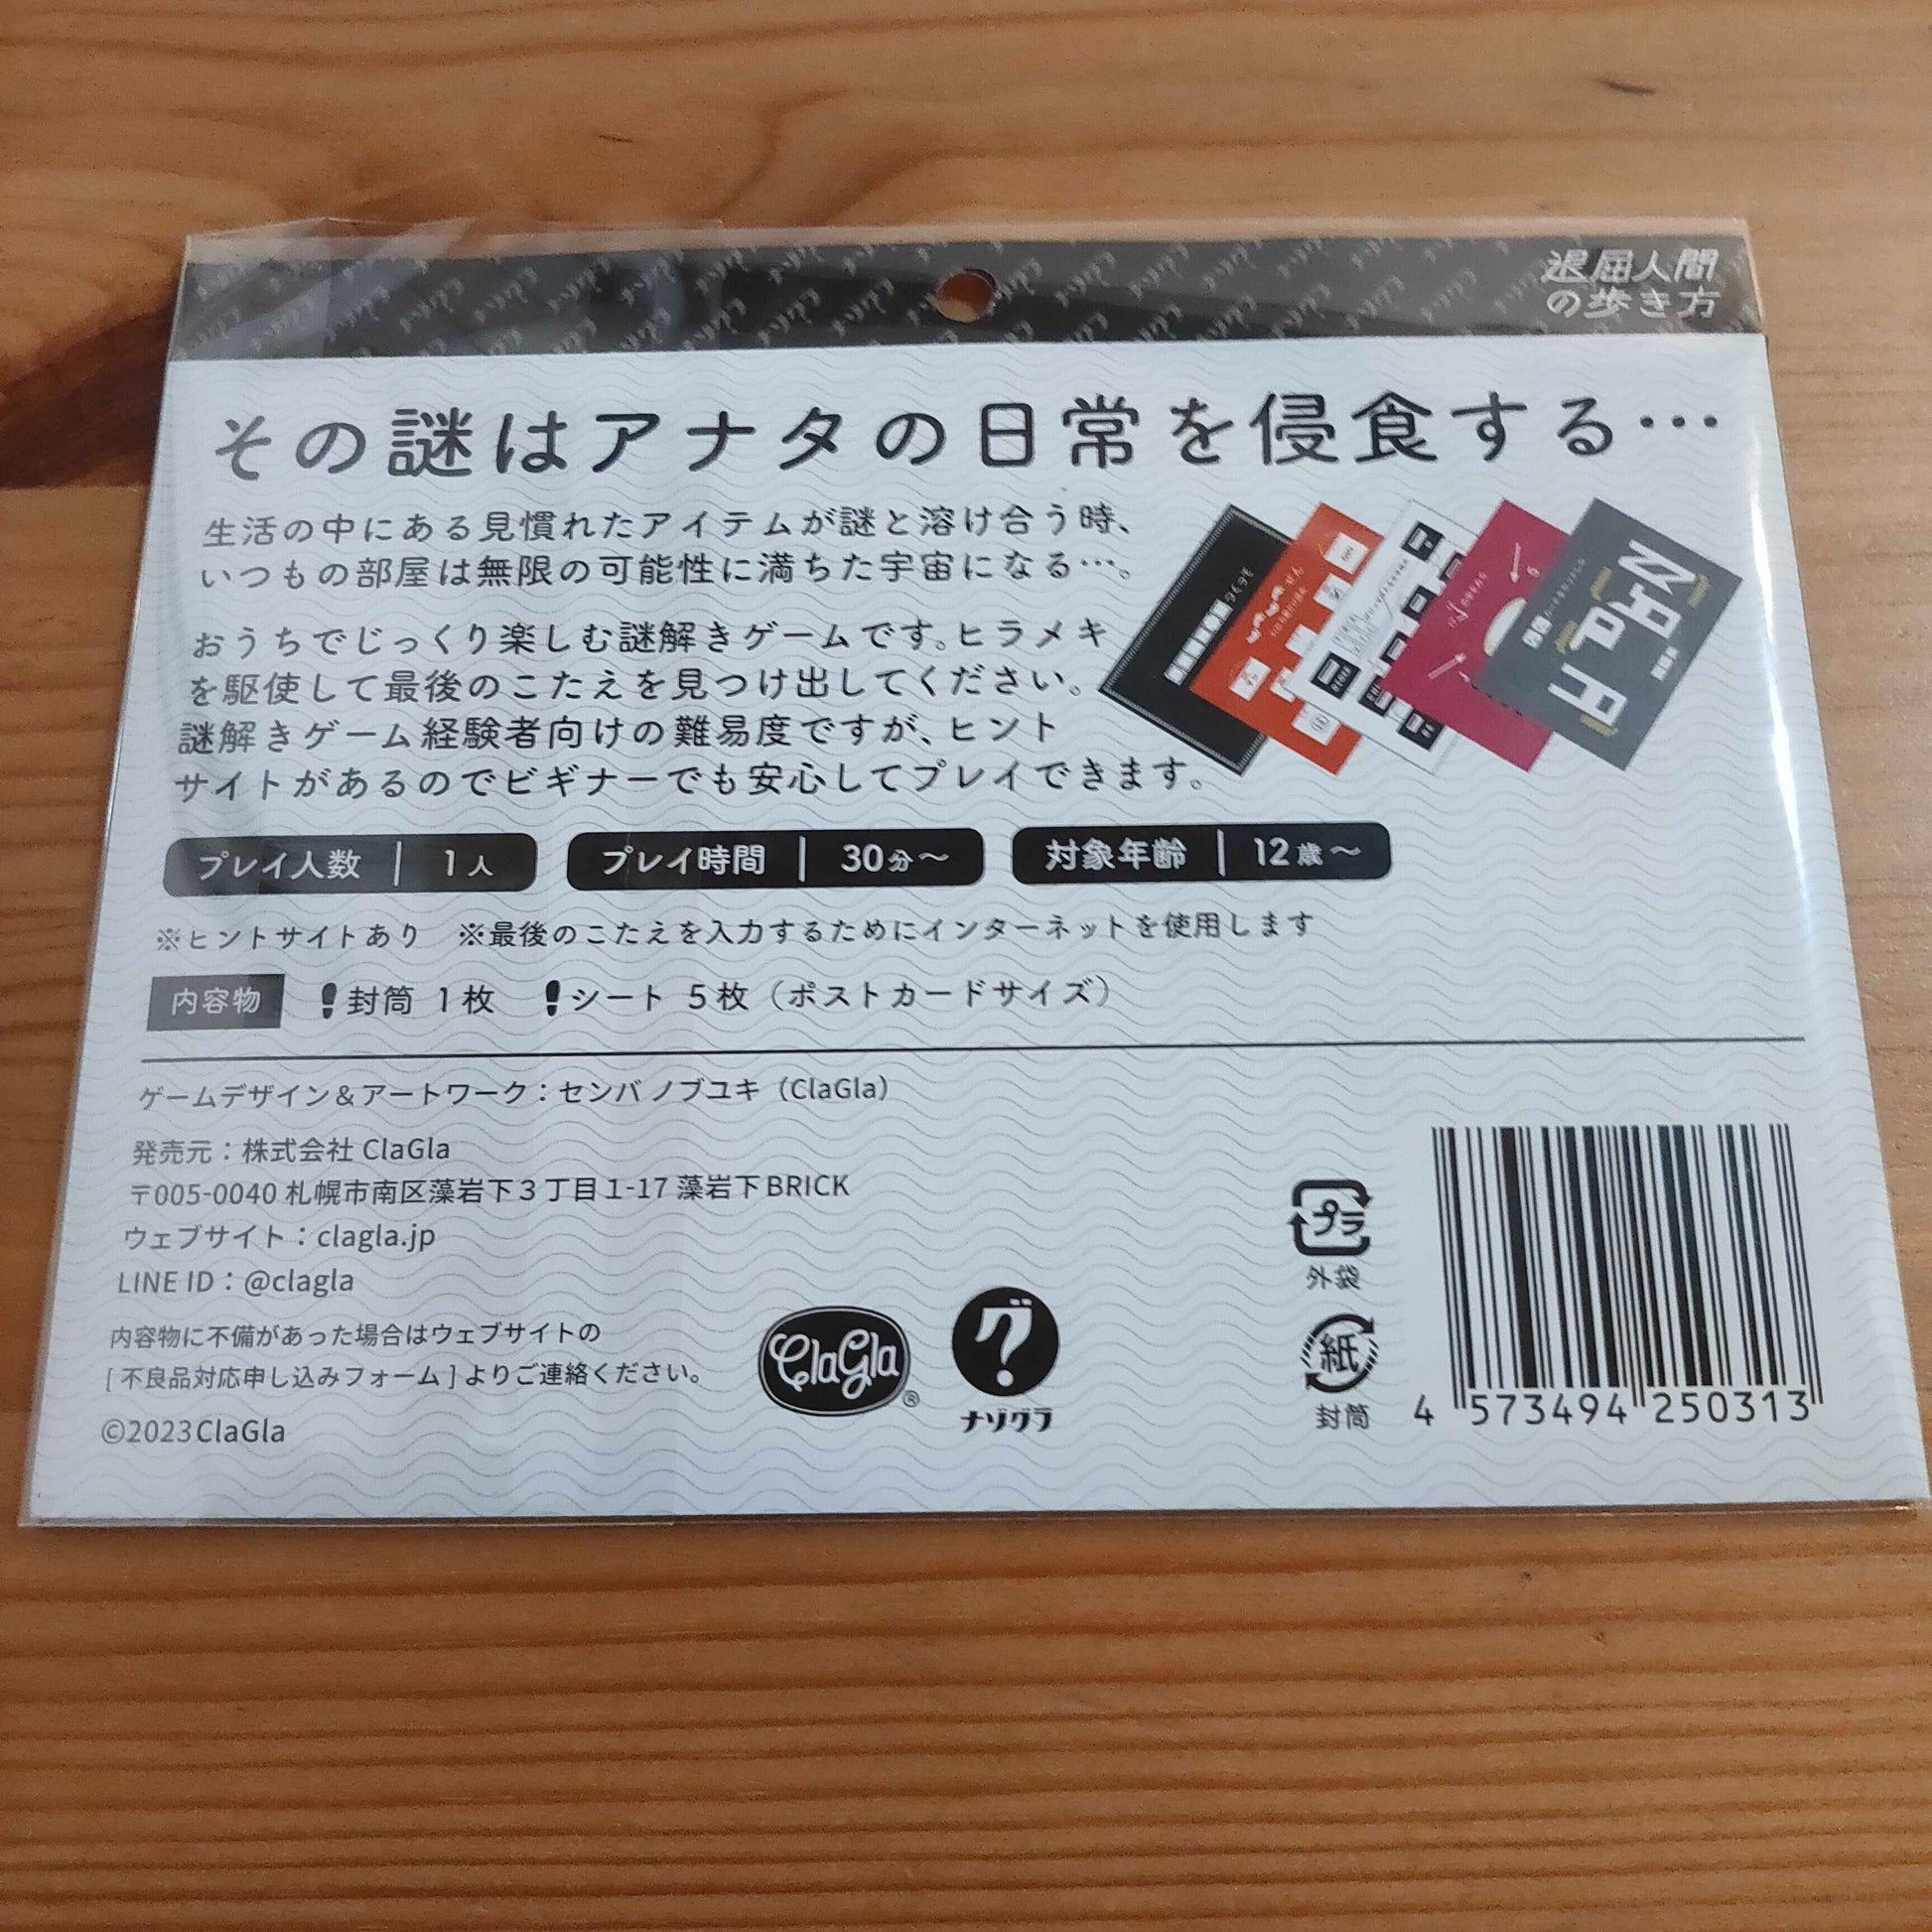 退屈人間
の歩き方
その謎はアナタの日常を侵食する…
生活の中にある見慣れたアイテムが謎と溶け合う時、
いつもの部屋は無限の可能性に満ちた宇宙になる…。
おうちでじっくり楽しむ謎解きゲームです。ヒラメキ
を駆使して最後のこたえを見つけ出してください。
謎解きゲーム経験者向けの難易度ですが、ヒント
サイトがあるのでビギナーでも安心してプレイできます。
プレイ人数 | 1人
プレイ時間 | 30分～
対象年齢 | 12歳～
※ヒントサイトあり ※最後のこたえを入力するためにインターネットを使用します
内容物 封筒 1枚 シート 5枚（ポストカードサイズ）
ゲームデザイン＆アートワーク：センバ ノブユキ（ClaGla）
発売元：株式会社 ClaGla
〒005-0040 札幌市南区藻岩下3丁目1-17 藻岩下BRICK
ウェブサイト：clagla.jp
LINE ID：@clagla
内容物に不備があった場合はウェブサイトの
[ 不良品対応申し込みフォーム ] よりご連絡ください。
©2023ClaGla
ClaGla®
グ
ナゾグラ
プラ
外袋
紙
封筒
4 573494 250313